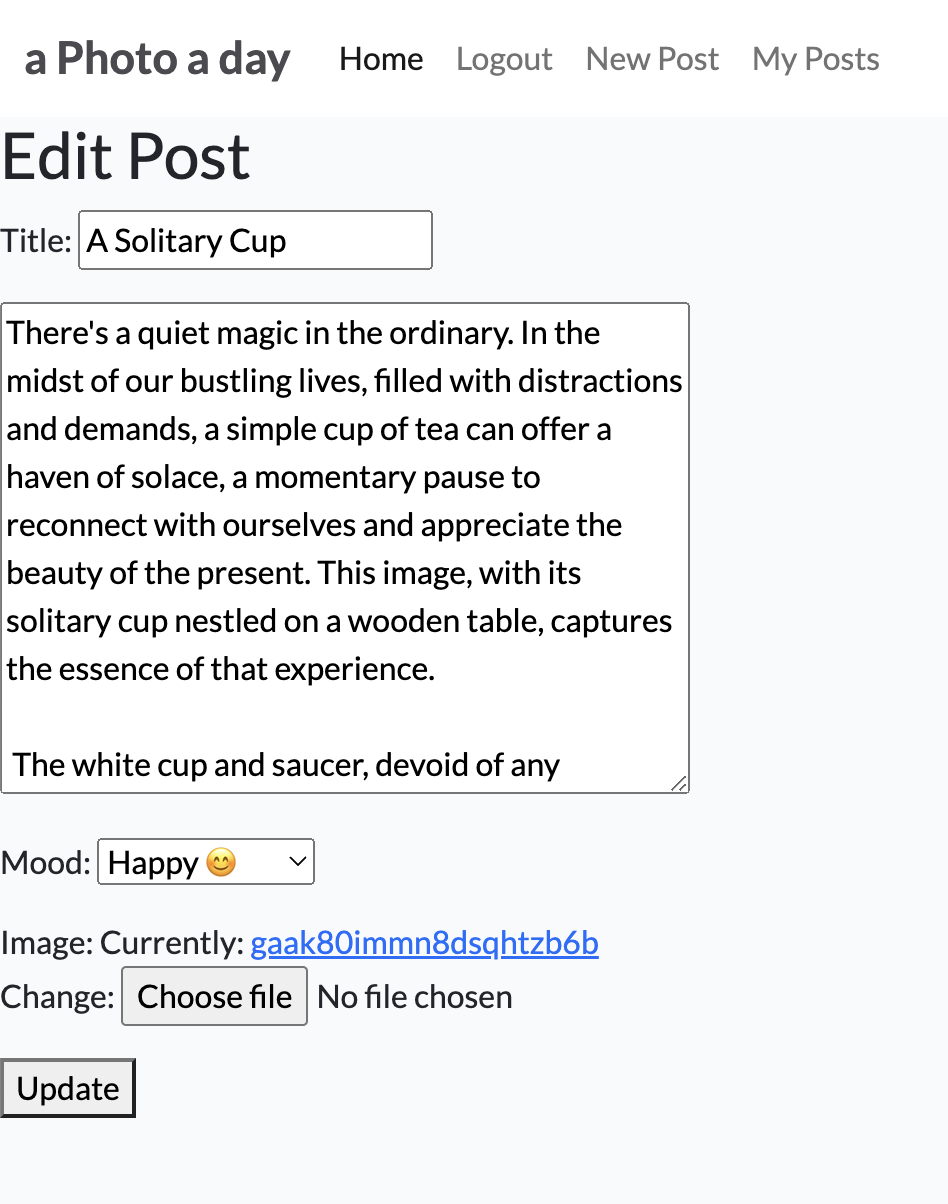 a Photo a day Home Logout New Post My Posts
Edit Post
Title: A Solitary Cup
There's a quiet magic in the ordinary. In the
midst of our bustling lives, filled with distractions
and demands, a simple cup of tea can offer a
haven of solace, a momentary pause to
reconnect with ourselves and appreciate the
beauty of the present. This image, with its
solitary cup nestled on a wooden table, captures
the essence of that experience.
The white cup and saucer, devoid of any
Mood: Happy 😊
Image: Currently: gaak80immn8dsqhtzb6b
Change: Choose file No file chosen
Update